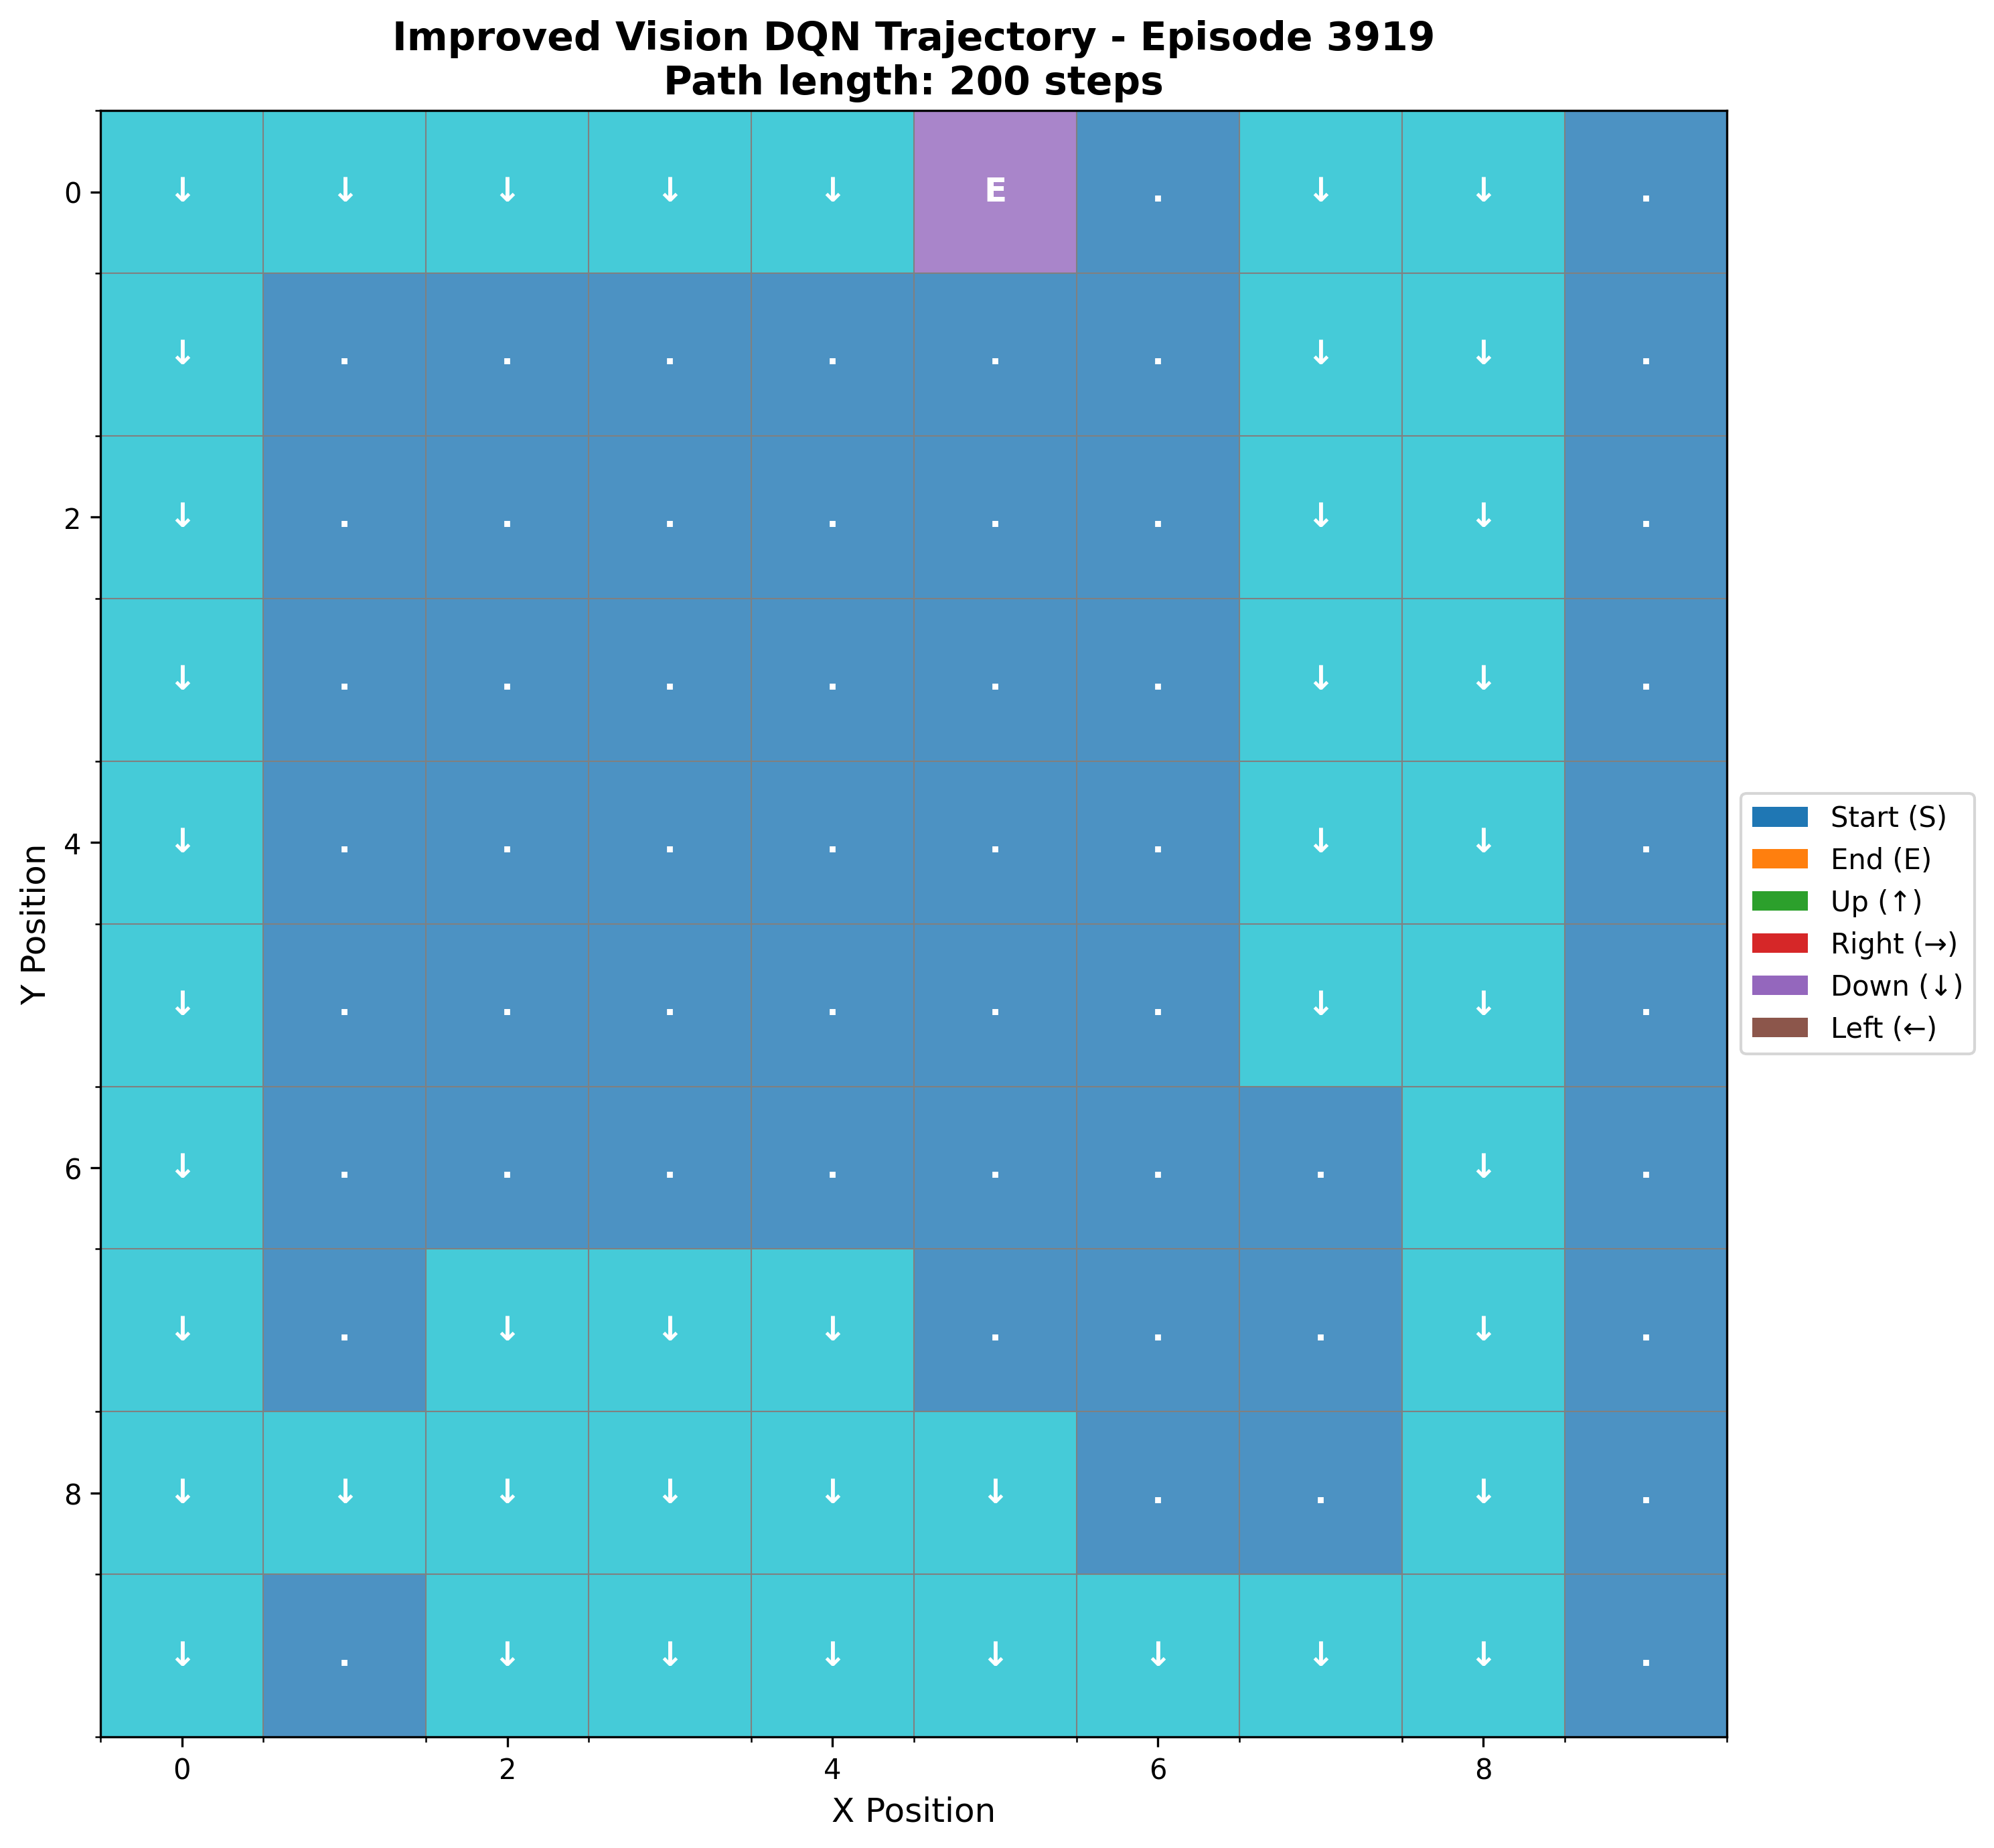 Improved Vision DQN Trajectory - Episode 3919
Path length: 200 steps
0 ↓ ↓ ↓ ↓ ↓ E . ↓ ↓ .
↓ . . . . . . ↓ ↓ .
2 ↓ . . . . . . ↓ ↓ .
↓ . . . . . . ↓ ↓ .
4 ↓ . . . . . . ↓ ↓ .
↓ . . . . . . ↓ ↓ .
6 ↓ . . . . . . . ↓ .
↓ . ↓ ↓ ↓ . . . ↓ .
8 ↓ ↓ ↓ ↓ ↓ ↓ . . ↓ .
↓ . ↓ ↓ ↓ ↓ ↓ ↓ ↓ .
0 2 4 6 8
X Position
Y Position
Start (S)
End (E)
Up (↑)
Right (→)
Down (↓)
Left (←)